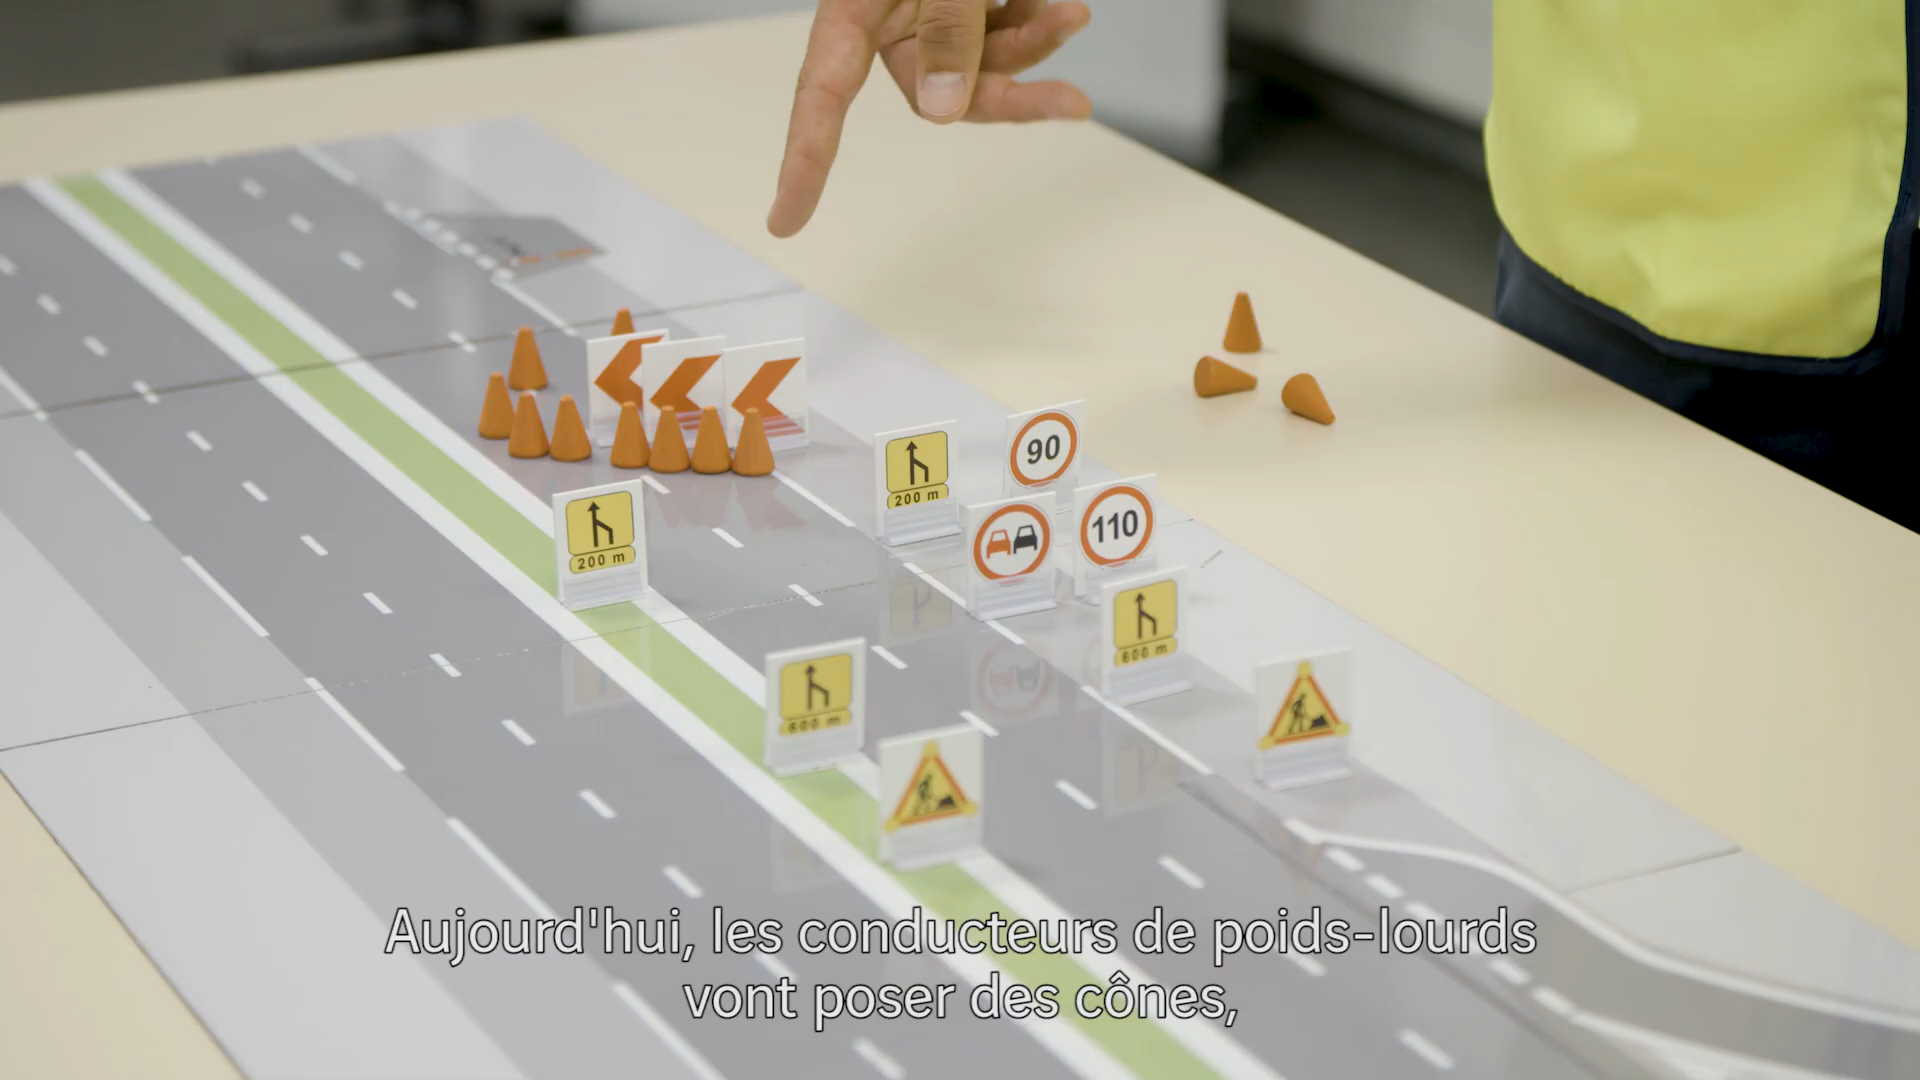 90
200 m
110
200 m
600 m
600 m
Aujourd'hui, les conducteurs de poids-lourds
vont poser des cônes,